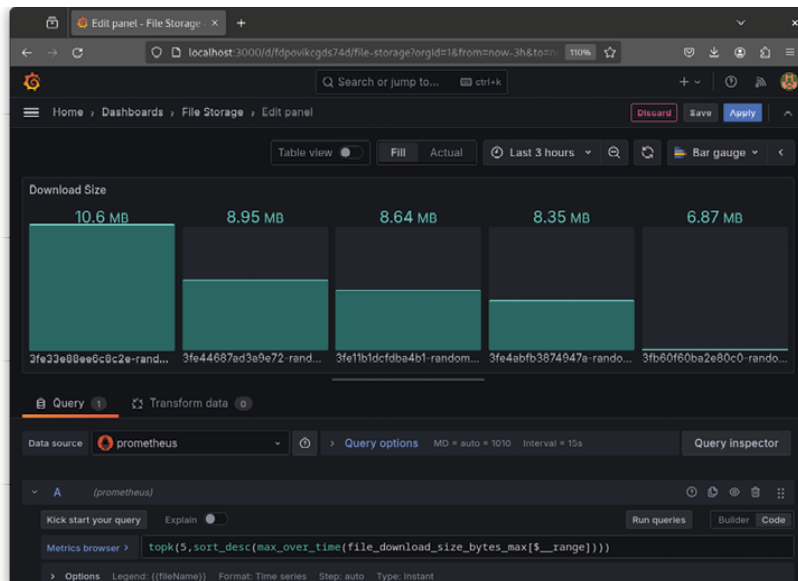 Edit panel - File Storage -
localhost:3000/d/fdpovikcgds74d/file-storage?orgId=1&from=now-3h&to=n 110%
Search or jump to... ctrl+k
Home › Dashboards › File Storage › Edit panel Discard Save Apply
Table view Fill Actual Last 3 hours Bar gauge
Download Size
10.6 MB 8.95 MB 8.64 MB 8.35 MB 6.87 MB
3fe33e88ee6c8c2e-rand... 3fe44687ad3a9e72-rand... 3fe11b1dcfdba4b1-random... 3fe4abfb3874947a-rando... 3fb60f60ba2e80c0-rando...
Query 1 Transform data 0
Data source prometheus Query options MD = auto = 1010 Interval = 15s Query inspector
A (prometheus)
Kick start your query Explain Run queries Builder Code
Metrics browser > topk(5,sort_desc(max_over_time(file_download_size_bytes_max[$__range])))
Options Legend: {{fileName}} Format: Time series Step: auto Type: Instant